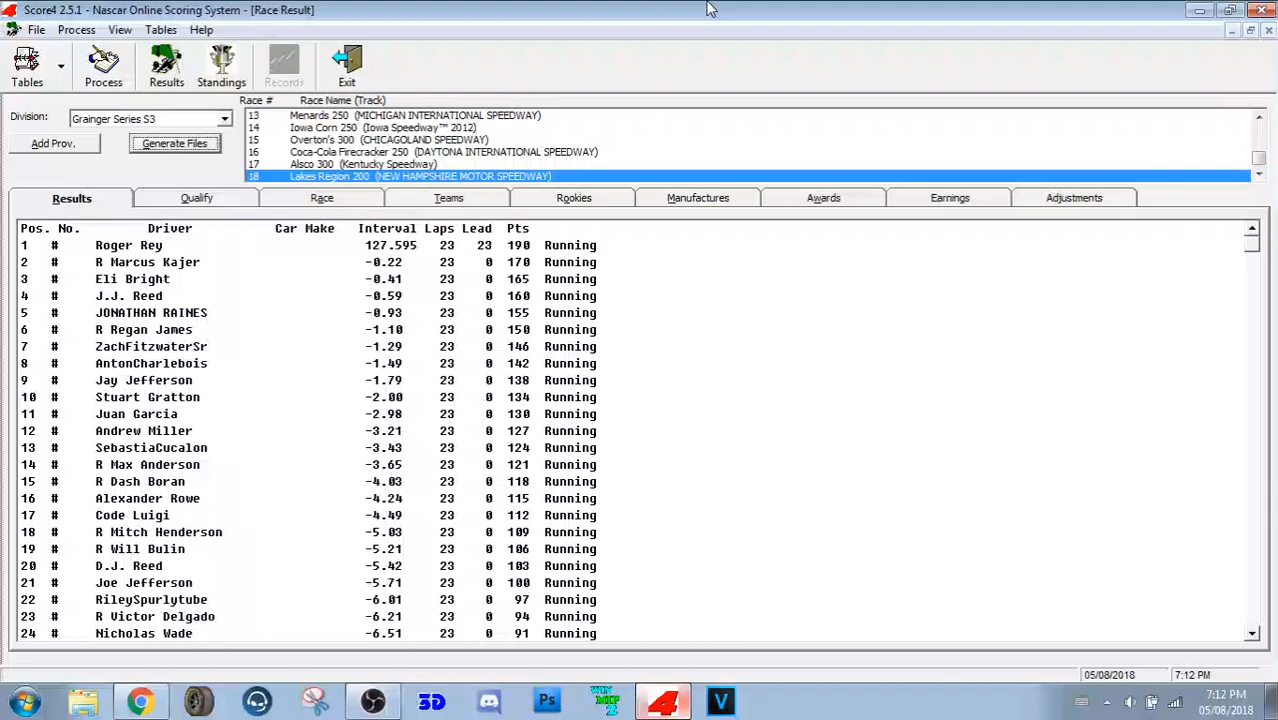 Score4 2.5.1 - Nascar Online Scoring System - [Race Result]
File Process View Tables Help
Tables Process Results Standings Records Exit
Race # Race Name (Track)
Division: Grainger Series S3
Add Prov. Generate Files
13 Menards 250 (MICHIGAN INTERNATIONAL SPEEDWAY)
14 Iowa Corn 250 (Iowa Speedway™ 2012)
15 Overton's 300 (CHICAGOLAND SPEEDWAY)
16 Coca-Cola Firecracker 250 (DAYTONA INTERNATIONAL SPEEDWAY)
17 Alsco 300 (Kentucky Speedway)
18 Lakes Region 200 (NEW HAMPSHIRE MOTOR SPEEDWAY)
Results Qualify Race Teams Rookies Manufactures Awards Earnings Adjustments
Pos. No. Driver Car Make Interval Laps Lead Pts
1 # Roger Rey 127.595 23 23 190 Running
2 # R Marcus Kajer -0.22 23 0 170 Running
3 # Eli Bright -0.41 23 0 165 Running
4 # J.J. Reed -0.59 23 0 160 Running
5 # JONATHAN RAINES -0.93 23 0 155 Running
6 # R Regan James -1.10 23 0 150 Running
7 # ZachFitzwaterSr -1.29 23 0 146 Running
8 # AntonCharlebois -1.49 23 0 142 Running
9 # Jay Jefferson -1.79 23 0 138 Running
10 # Stuart Gratton -2.00 23 0 134 Running
11 # Juan Garcia -2.98 23 0 130 Running
12 # Andrew Miller -3.21 23 0 127 Running
13 # SebastiaCucalon -3.43 23 0 124 Running
14 # R Max Anderson -3.65 23 0 121 Running
15 # R Dash Boran -4.03 23 0 118 Running
16 # Alexander Rowe -4.24 23 0 115 Running
17 # Code Luigi -4.49 23 0 112 Running
18 # R Mitch Henderson -5.03 23 0 109 Running
19 # R Will Bulin -5.21 23 0 106 Running
20 # D.J. Reed -5.42 23 0 103 Running
21 # Joe Jefferson -5.71 23 0 100 Running
22 # RileySpurlytube -6.01 23 0 97 Running
23 # R Victor Delgado -6.21 23 0 94 Running
24 # Nicholas Wade -6.51 23 0 91 Running
05/08/2018 7:12 PM
3D Ps WIN MIP 2 4 V
7:12 PM
05/08/2018